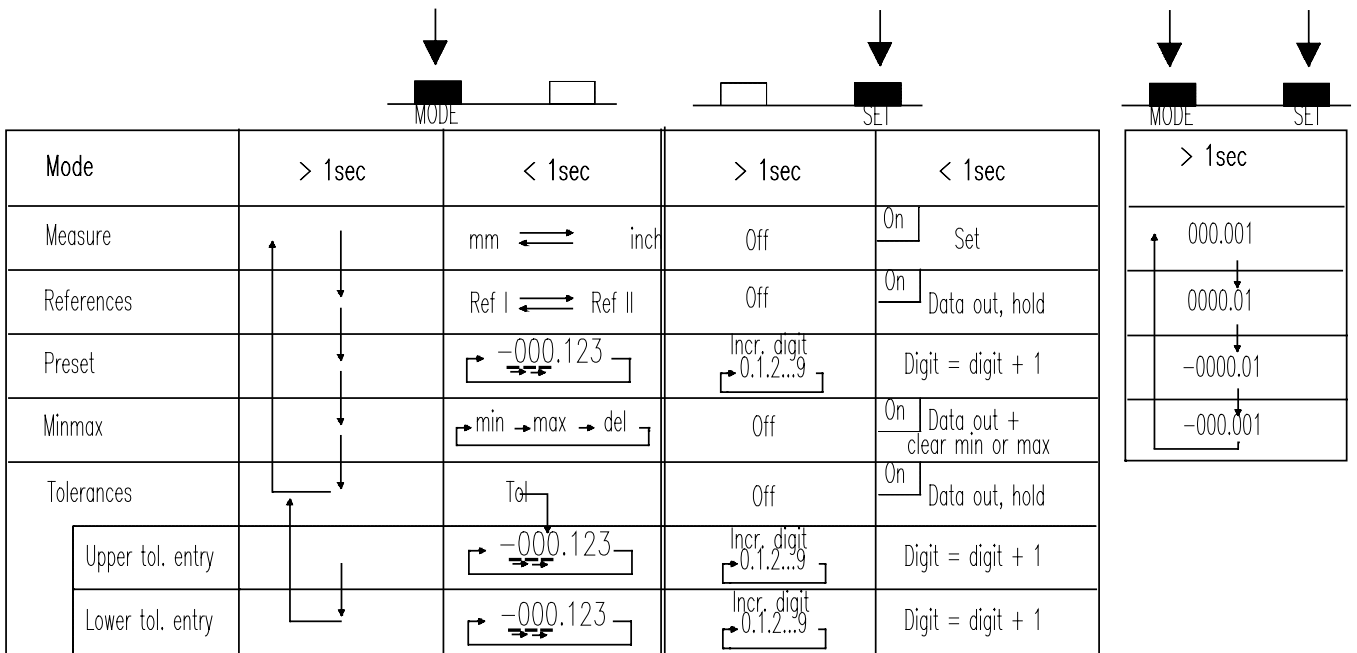 MODE
SET
MODE SET
Mode > 1sec < 1sec > 1sec < 1sec > 1sec
Measure mm inch Off On Set 000.001
References Ref I Ref II Off On Data out, hold 0000.01
Preset -000.123 Incr. digit 0.1.2...9 Digit = digit + 1 -0000.01
Minmax min max del Off On Data out + -000.001
clear min or max
Tolerances Tol Off On Data out, hold
Upper tol. entry -000.123 Incr. digit 0.1.2...9 Digit = digit + 1
Lower tol. entry -000.123 Incr. digit 0.1.2...9 Digit = digit + 1